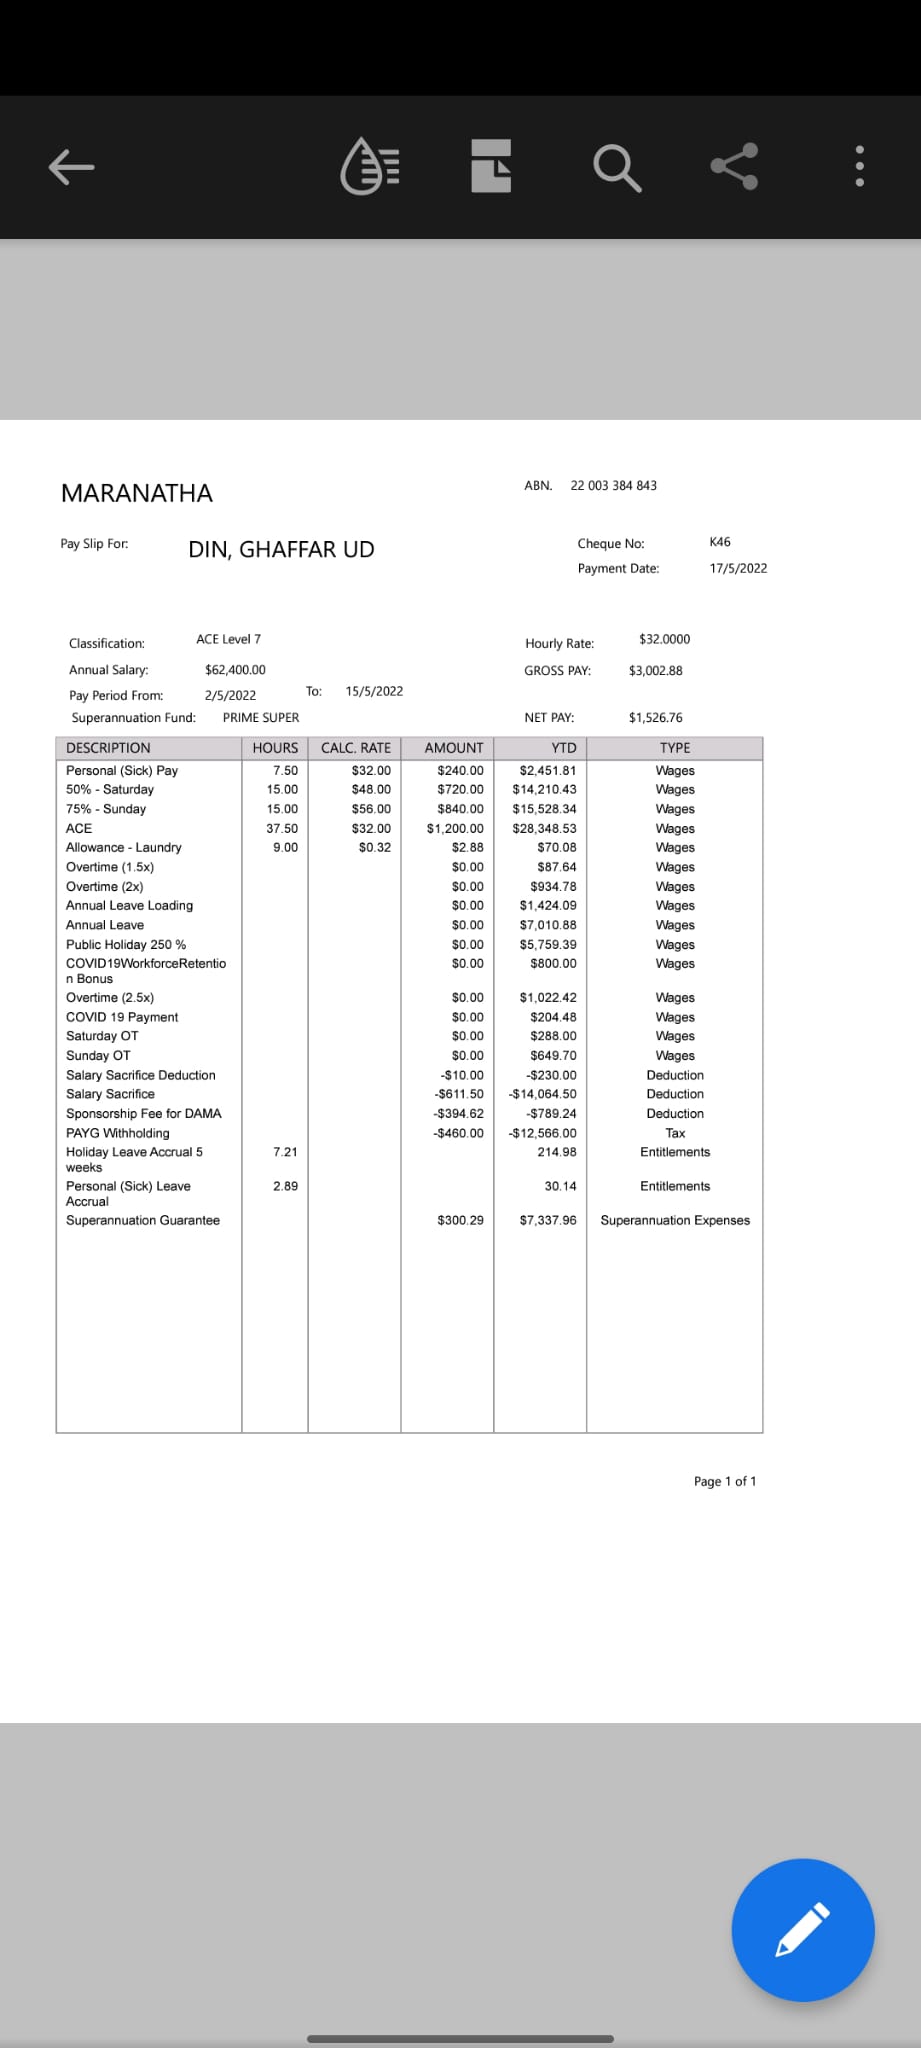 MARANATHA
ABN. 22 003 384 843
Pay Slip For: DIN, GHAFFAR UD
Cheque No: K46
Payment Date: 17/5/2022
Classification: ACE Level 7 Hourly Rate: $32.0000
Annual Salary: $62,400.00 GROSS PAY: $3,002.88
Pay Period From: 2/5/2022 To: 15/5/2022
Superannuation Fund: PRIME SUPER NET PAY: $1,526.76
DESCRIPTION HOURS CALC. RATE AMOUNT YTD TYPE
Personal (Sick) Pay 7.50 $32.00 $240.00 $2,451.81 Wages
50% - Saturday 15.00 $48.00 $720.00 $14,210.43 Wages
75% - Sunday 15.00 $56.00 $840.00 $15,528.34 Wages
ACE 37.50 $32.00 $1,200.00 $28,348.53 Wages
Allowance - Laundry 9.00 $0.32 $2.88 $70.08 Wages
Overtime (1.5x) $0.00 $87.64 Wages
Overtime (2x) $0.00 $934.78 Wages
Annual Leave Loading $0.00 $1,424.09 Wages
Annual Leave $0.00 $7,010.88 Wages
Public Holiday 250 % $0.00 $5,759.39 Wages
COVID19WorkforceRetentio $0.00 $800.00 Wages
n Bonus
Overtime (2.5x) $0.00 $1,022.42 Wages
COVID 19 Payment $0.00 $204.48 Wages
Saturday OT $0.00 $288.00 Wages
Sunday OT $0.00 $649.70 Wages
Salary Sacrifice Deduction -$10.00 -$230.00 Deduction
Salary Sacrifice -$611.50 -$14,064.50 Deduction
Sponsorship Fee for DAMA -$394.62 -$789.24 Deduction
PAYG Withholding -$460.00 -$12,566.00 Tax
Holiday Leave Accrual 5 7.21 214.98 Entitlements
weeks
Personal (Sick) Leave 2.89 30.14 Entitlements
Accrual
Superannuation Guarantee $300.29 $7,337.96 Superannuation Expenses
Page 1 of 1